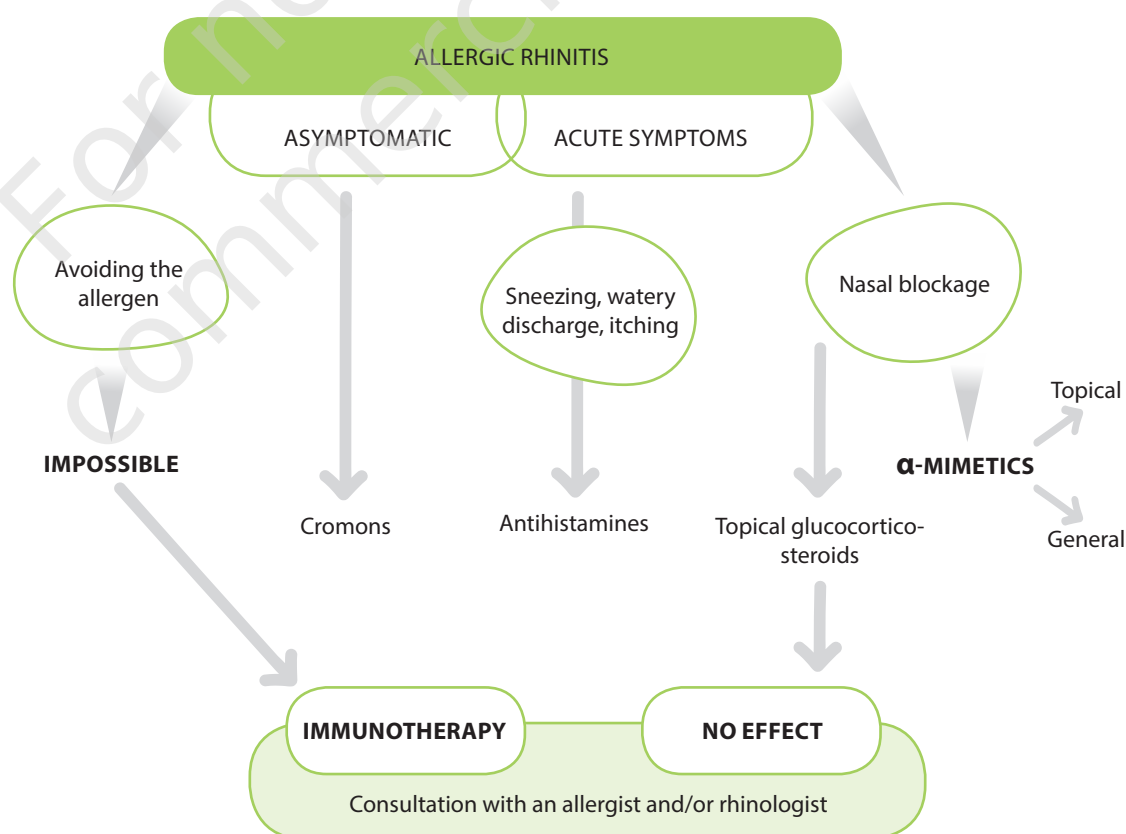 ALLERGIC RHINITIS
ASYMPTOMATIC
ACUTE SYMPTOMS
Avoiding the
allergen
Sneezing, watery
discharge, itching
Nasal blockage
Topical
IMPOSSIBLE
α-MIMETICS
Cromons
Antihistamines
Topical glucocortico-
steroids
General
IMMUNOTHERAPY
NO EFFECT
Consultation with an allergist and/or rhinologist
For